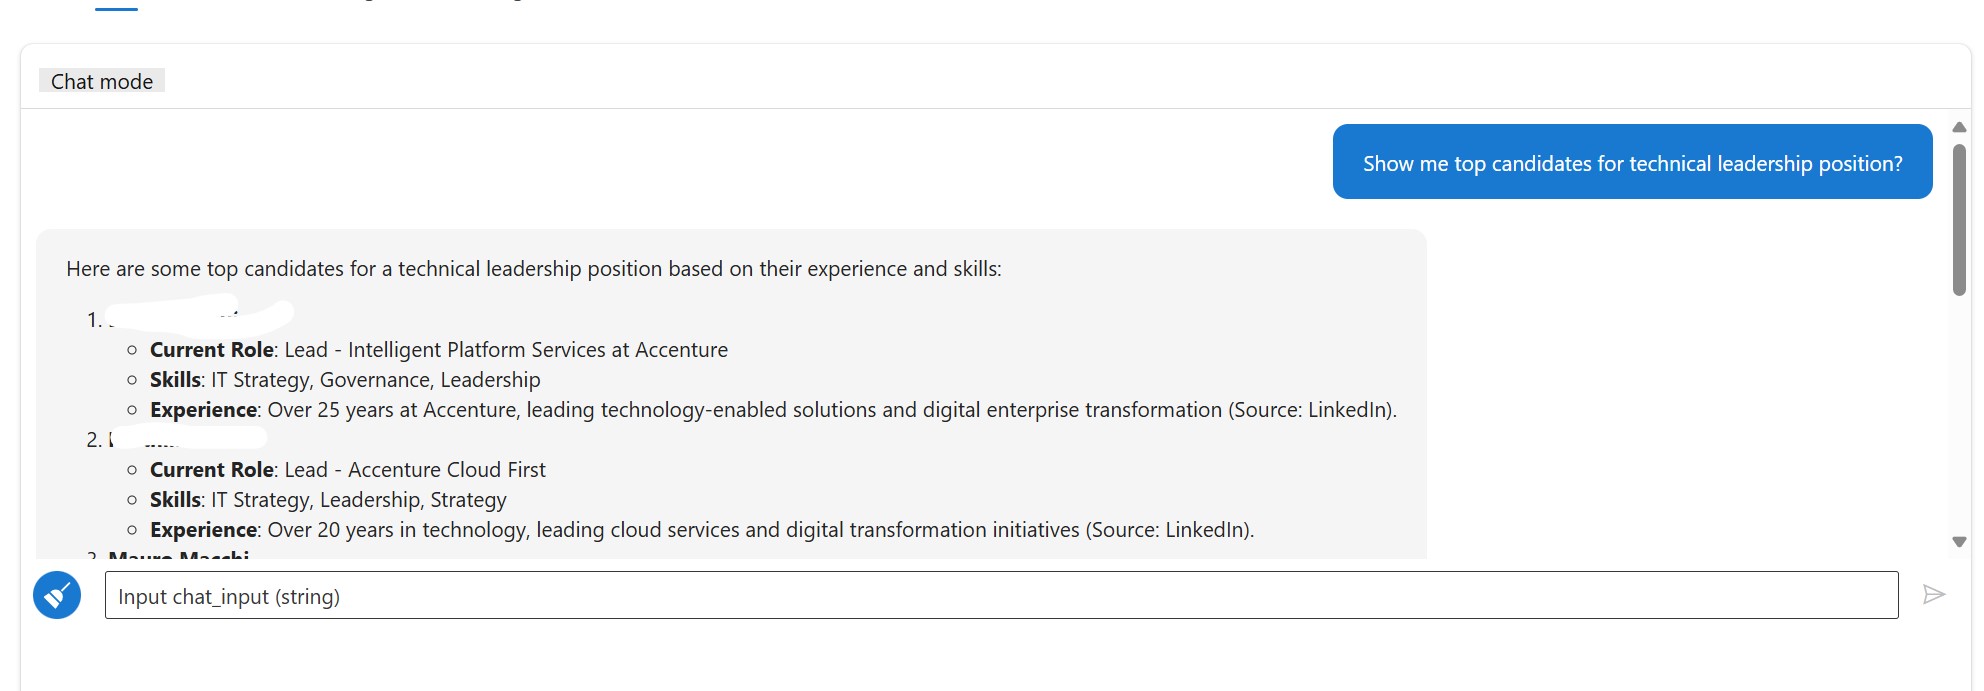 Chat mode
Show me top candidates for technical leadership position?
Here are some top candidates for a technical leadership position based on their experience and skills:
1.
○ Current Role: Lead - Intelligent Platform Services at Accenture
○ Skills: IT Strategy, Governance, Leadership
○ Experience: Over 25 years at Accenture, leading technology-enabled solutions and digital enterprise transformation (Source: LinkedIn).
2.
○ Current Role: Lead - Accenture Cloud First
○ Skills: IT Strategy, Leadership, Strategy
○ Experience: Over 20 years in technology, leading cloud services and digital transformation initiatives (Source: LinkedIn).
3. Mauro Macchi
Input chat_input (string)